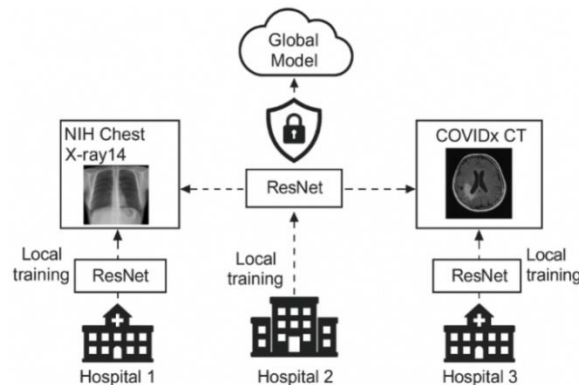 Global
Model
NIH Chest
X-ray14
COVIDx CT
ResNet
Local
training
ResNet
Local
training
ResNet
Local
training
Hospital 1
Hospital 2
Hospital 3